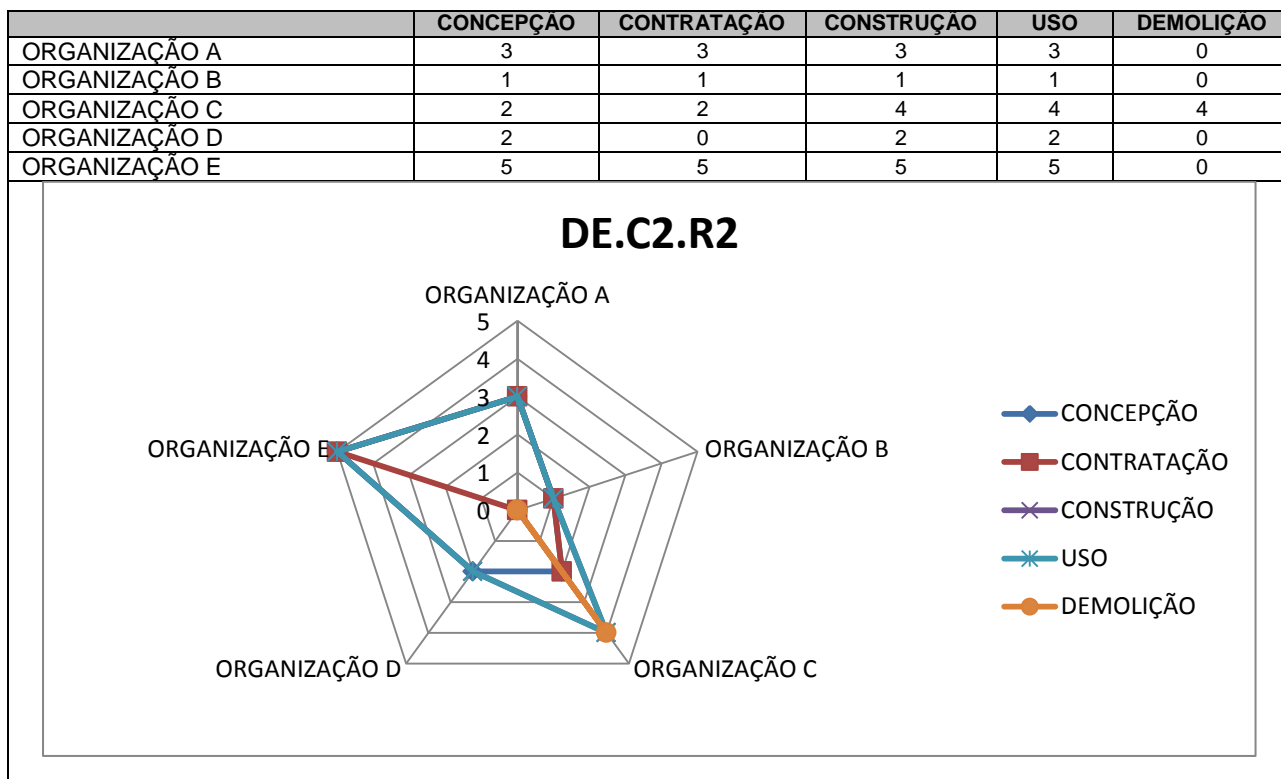 CONCEPÇÃO CONTRATAÇÃO CONSTRUÇÃO USO DEMOLIÇÃO
ORGANIZAÇÃO A 3 3 3 3 0
ORGANIZAÇÃO B 1 1 1 1 0
ORGANIZAÇÃO C 2 2 4 4 4
ORGANIZAÇÃO D 2 0 2 2 0
ORGANIZAÇÃO E 5 5 5 5 0
DE.C2.R2
ORGANIZAÇÃO A
5
4
3
2
1
0
ORGANIZAÇÃO E
ORGANIZAÇÃO B
ORGANIZAÇÃO D
ORGANIZAÇÃO C
CONCEPÇÃO
CONTRATAÇÃO
CONSTRUÇÃO
USO
DEMOLIÇÃO